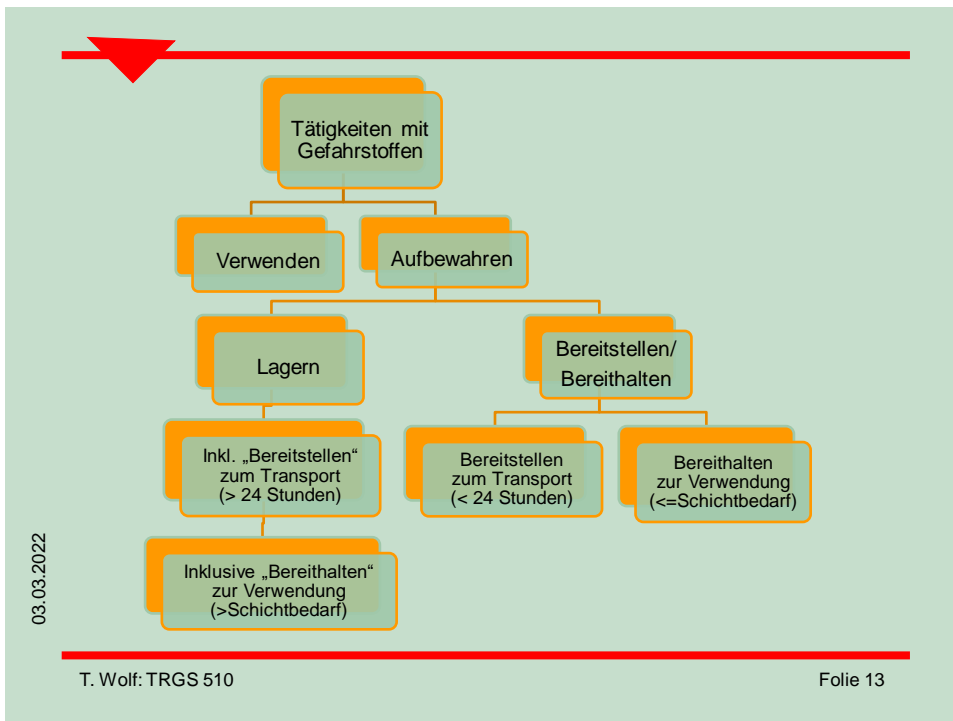 Tätigkeiten mit
Gefahrstoffen
Verwenden
Aufbewahren
Lagern
Bereitstellen/
Bereithalten
Inkl. „Bereitstellen“
zum Transport
(> 24 Stunden)
Bereitstellen
zum Transport
(< 24 Stunden)
Bereithalten
zur Verwendung
(<=Schichtbedarf)
Inklusive „Bereithalten“
zur Verwendung
(>Schichtbedarf)
03.03.2022
T. Wolf: TRGS 510
Folie 13